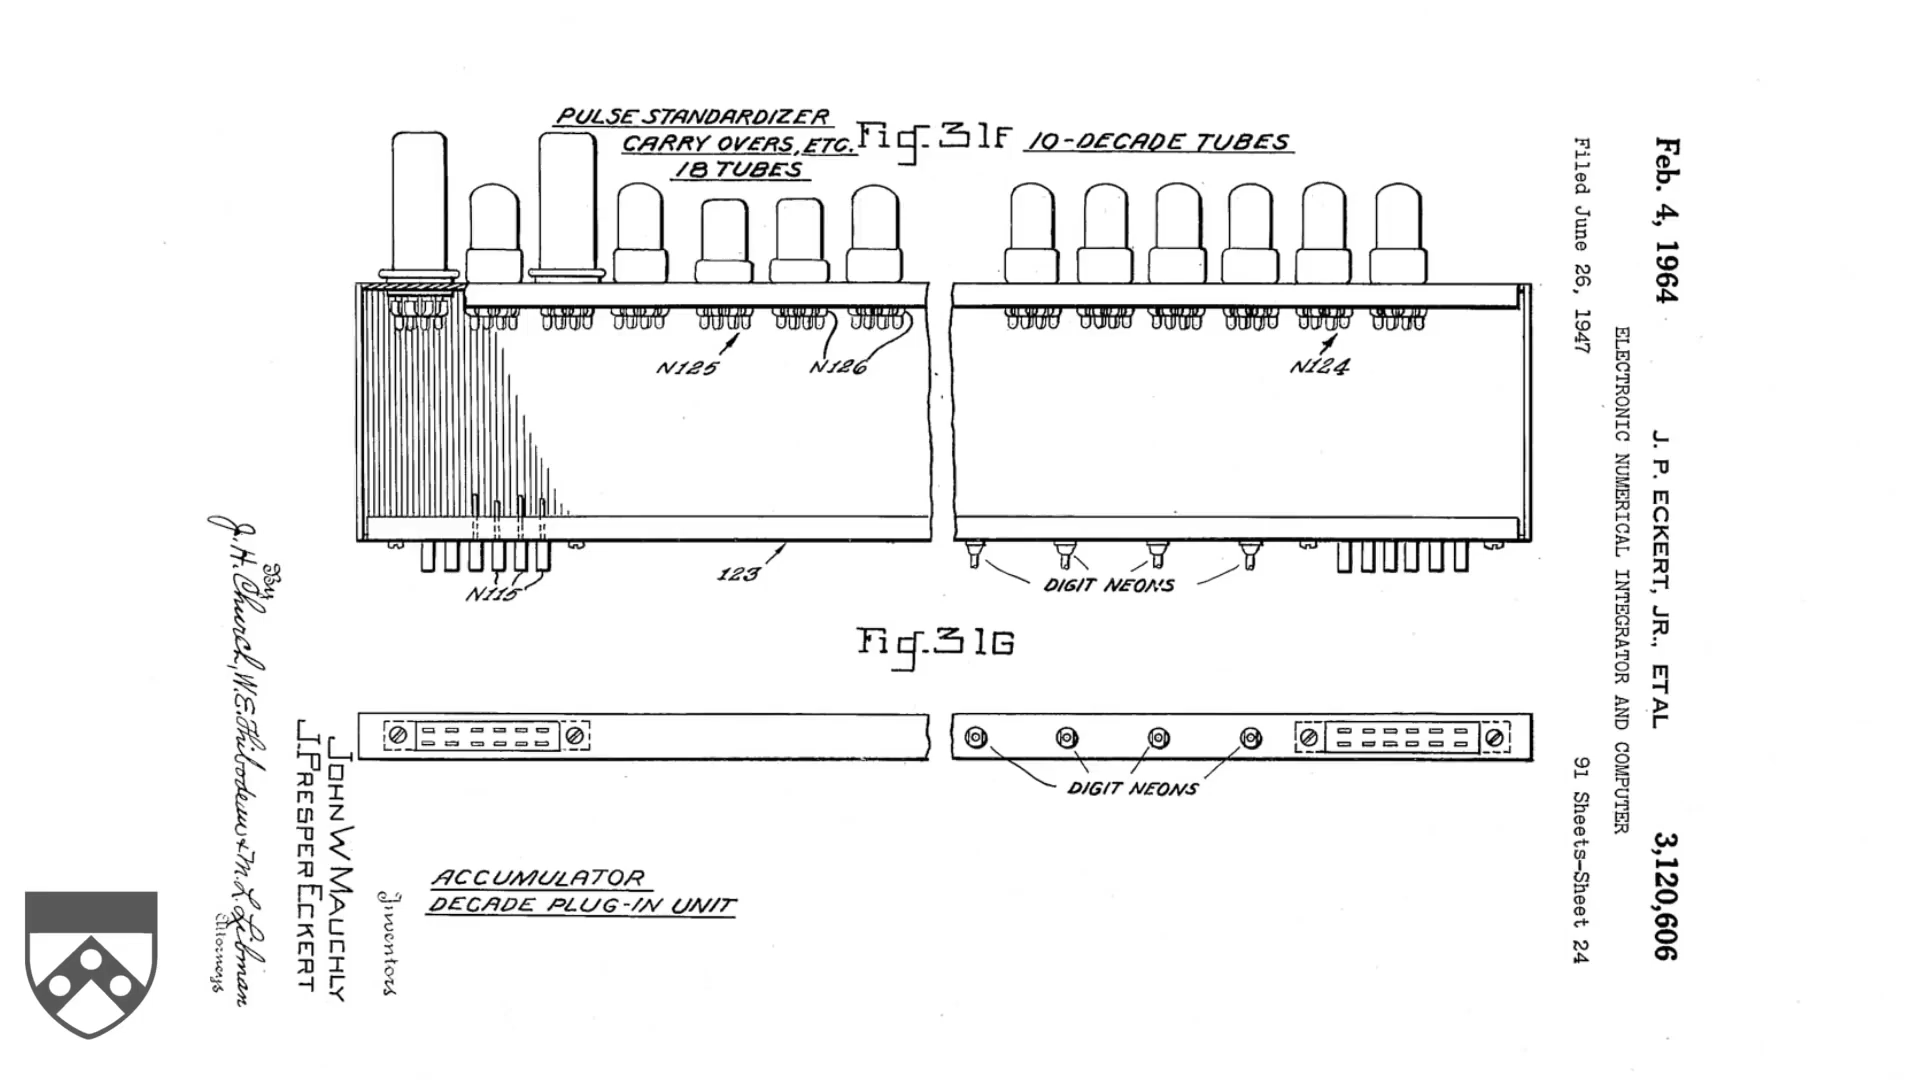 PULSE STANDARDIZER
CARRY OVERS, ETC.
18 TUBES
Fig. 31F
10-DECADE TUBES
N125
N126
N124
N115
123
DIGIT NEONS
Fig. 31G
DIGIT NEONS
ACCUMULATOR
DECADE PLUG-IN UNIT
Feb. 4, 1964
J. P. ECKERT, JR., ETAL
3,120,606
ELECTRONIC NUMERICAL INTEGRATOR AND COMPUTER
Filed June 26, 1947
91 Sheets-Sheet 24
Inventors
JOHN W MAUCHLY
J. PRESPER ECKERT
By
J. H. Church, W. E. Thibodeau & M. L. Libman
Attorneys